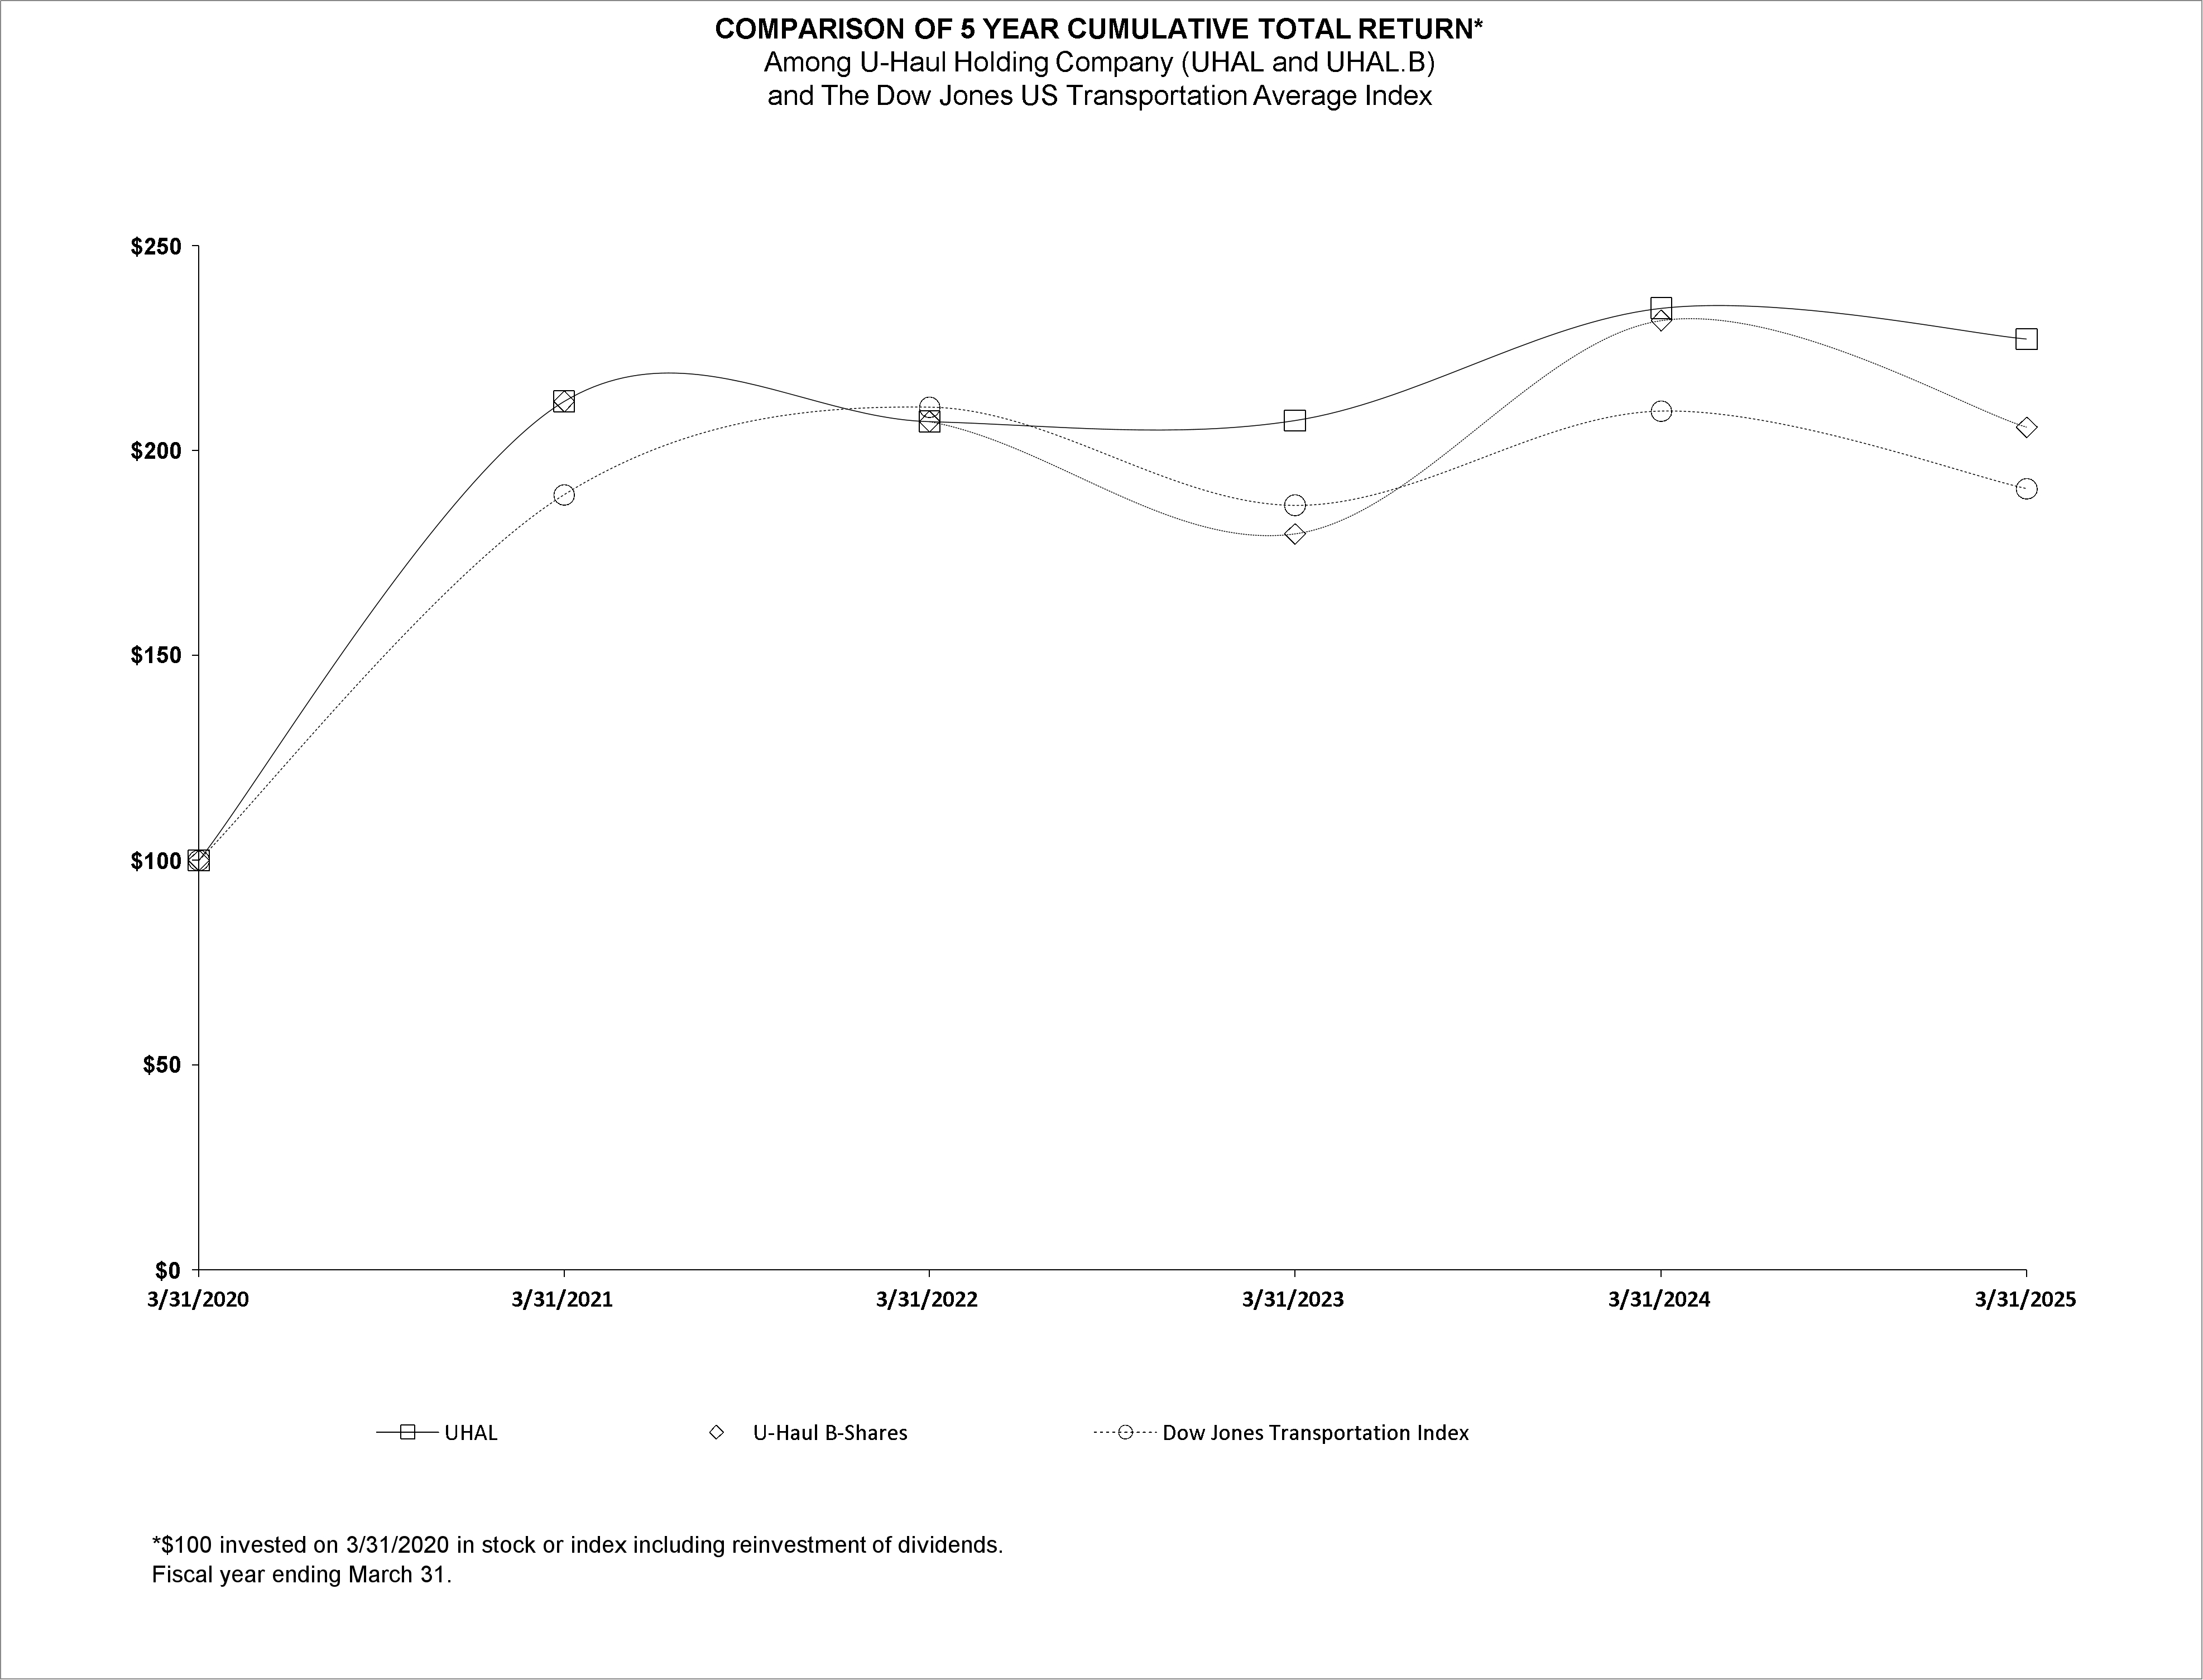 COMPARISON OF 5 YEAR CUMULATIVE TOTAL RETURN*
Among U-Haul Holding Company (UHAL and UHAL.B)
and The Dow Jones US Transportation Average Index
$250
$200
$150
$100
$50
$0
3/31/2020 3/31/2021 3/31/2022 3/31/2023 3/31/2024 3/31/2025
UHAL U-Haul B-Shares Dow Jones Transportation Index
*$100 invested on 3/31/2020 in stock or index including reinvestment of dividends.
Fiscal year ending March 31.